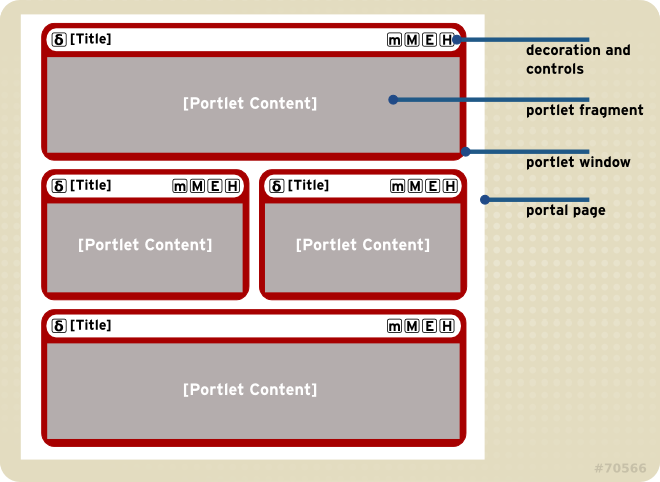 δ [Title] m M E H
decoration and
controls
[Portlet Content]
portlet fragment
portlet window
δ [Title] m M E H
δ [Title] m M E H
portal page
[Portlet Content]
[Portlet Content]
δ [Title] m M E H
[Portlet Content]
#70566